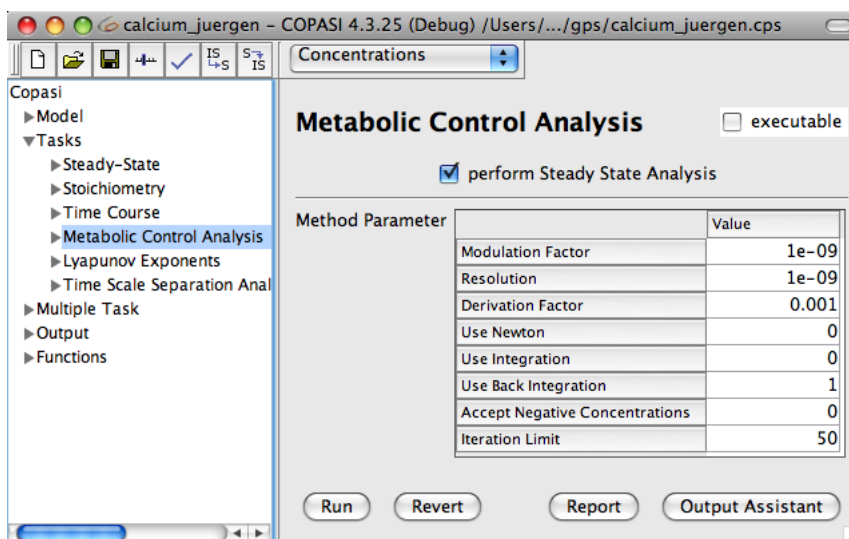 calcium_juergen – COPASI 4.3.25 (Debug) /Users/.../gps/calcium_juergen.cps
IS S S IS Concentrations
Copasi
Model
Tasks
Steady-State
Stoichiometry
Time Course
Metabolic Control Analysis
Lyapunov Exponents
Time Scale Separation Anal
Multiple Task
Output
Functions
Metabolic Control Analysis executable
perform Steady State Analysis
Method Parameter Value
Modulation Factor 1e-09
Resolution 1e-09
Derivation Factor 0.001
Use Newton 0
Use Integration 0
Use Back Integration 1
Accept Negative Concentrations 0
Iteration Limit 50
Run Revert Report Output Assistant